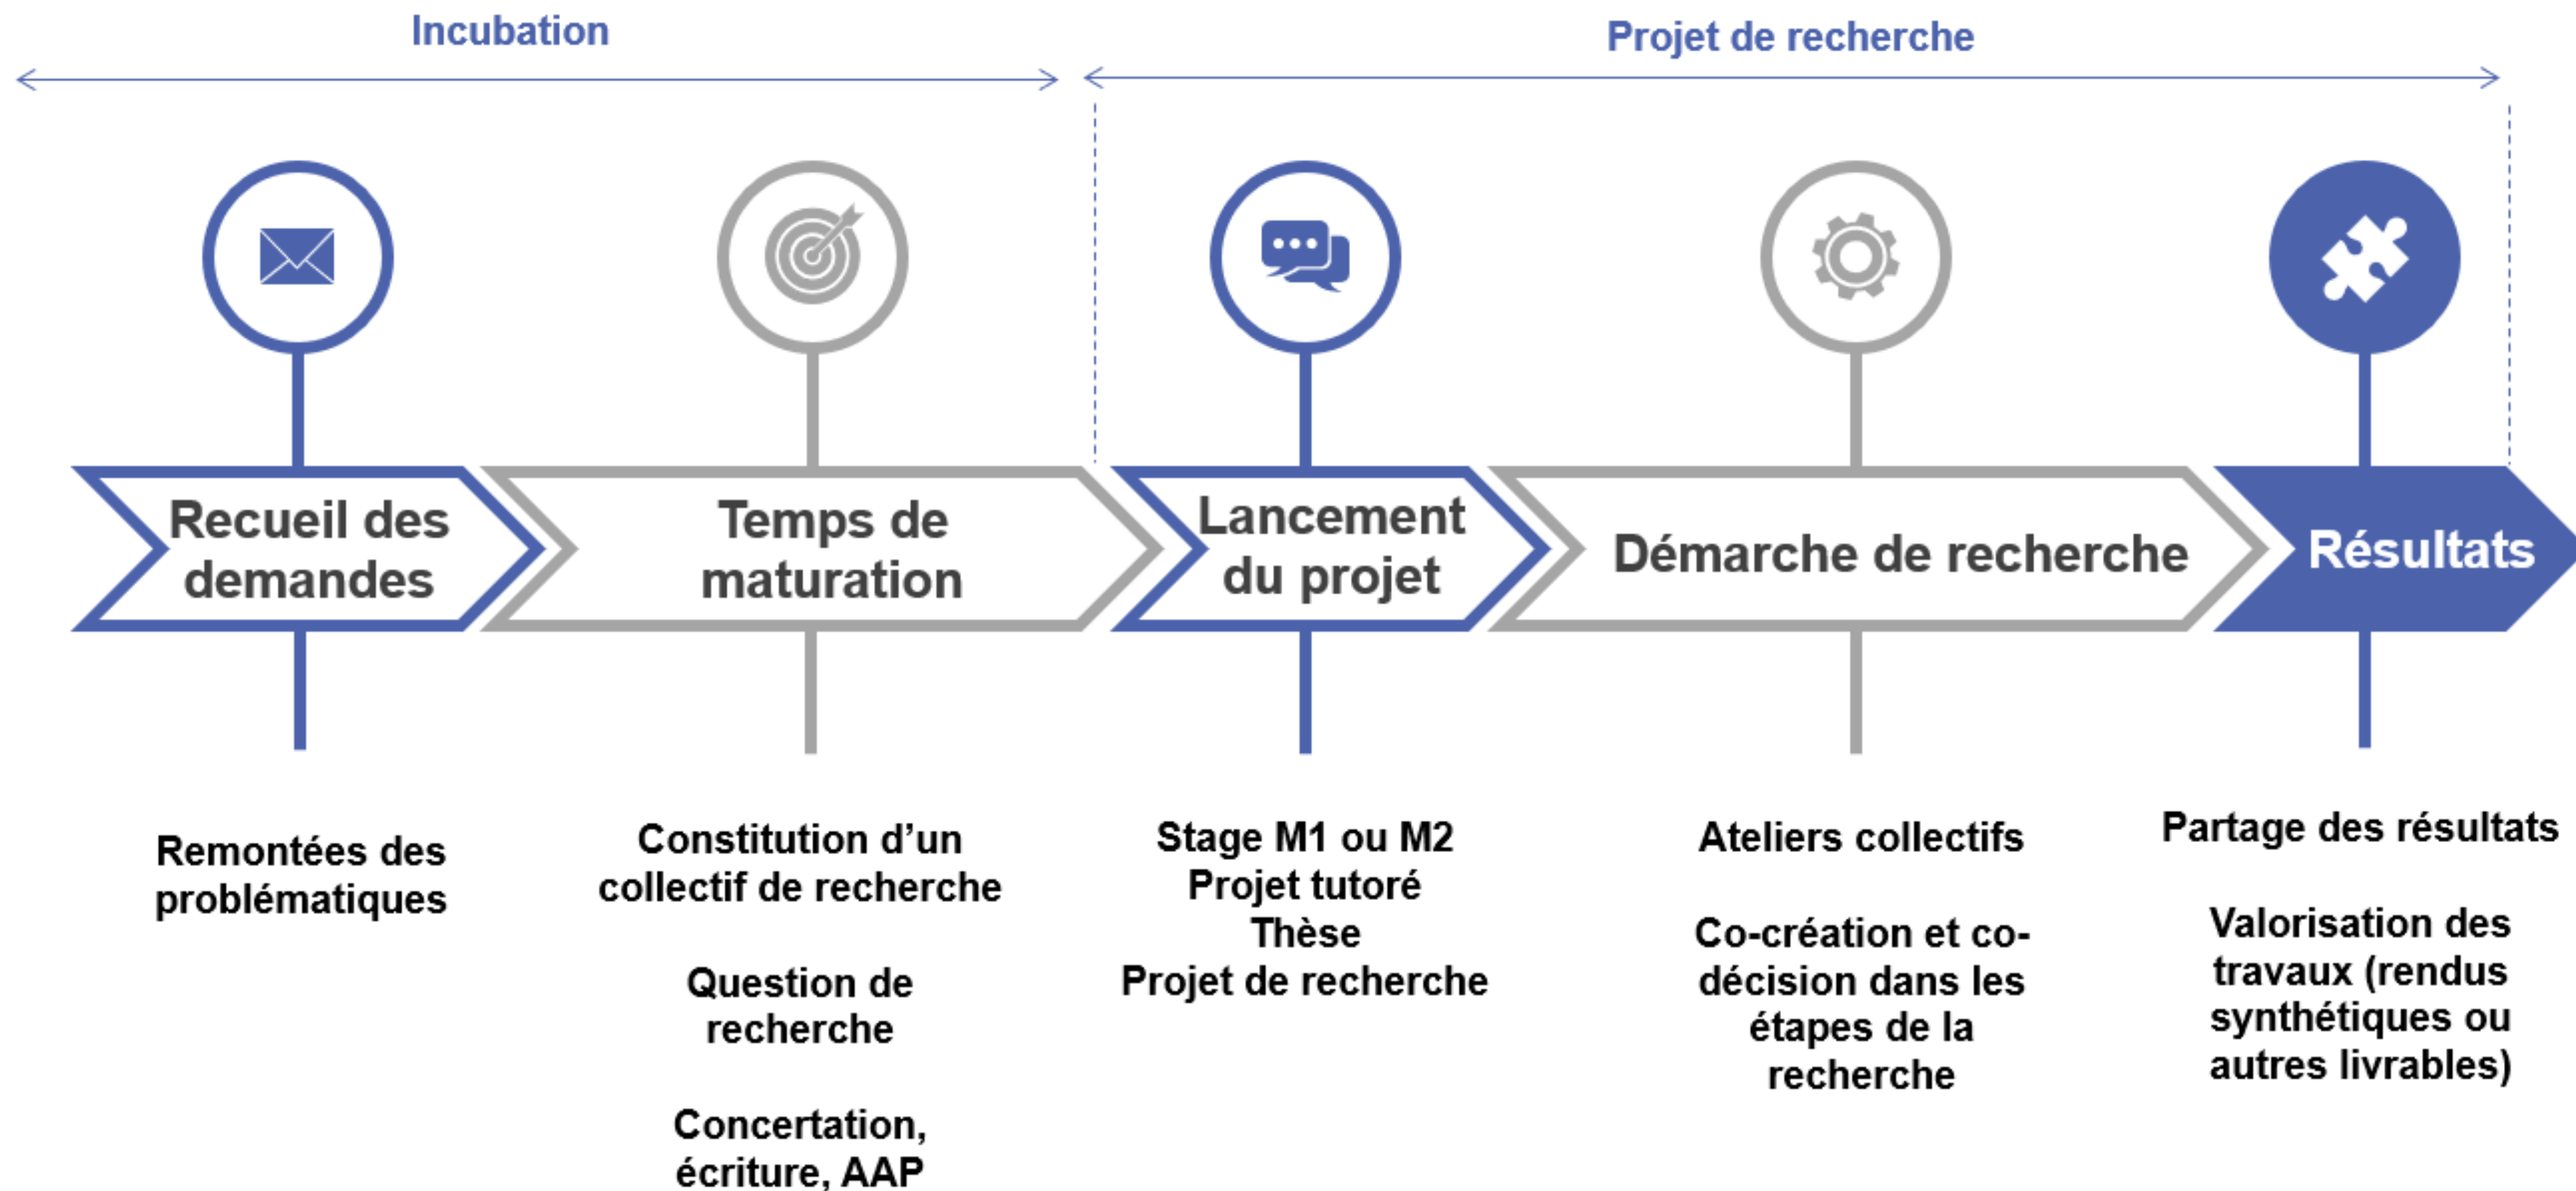 Incubation
Projet de recherche
Recueil des
demandes
Temps de
maturation
Lancement
du projet
Démarche de recherche
Résultats
Remontées des
problématiques
Constitution d’un
collectif de recherche
Question de
recherche
Concertation,
écriture, AAP
Stage M1 ou M2
Projet tutoré
Thèse
Projet de recherche
Ateliers collectifs
Co-création et co-
décision dans les
étapes de la
recherche
Partage des résultats
Valorisation des
travaux (rendus
synthétiques ou
autres livrables)